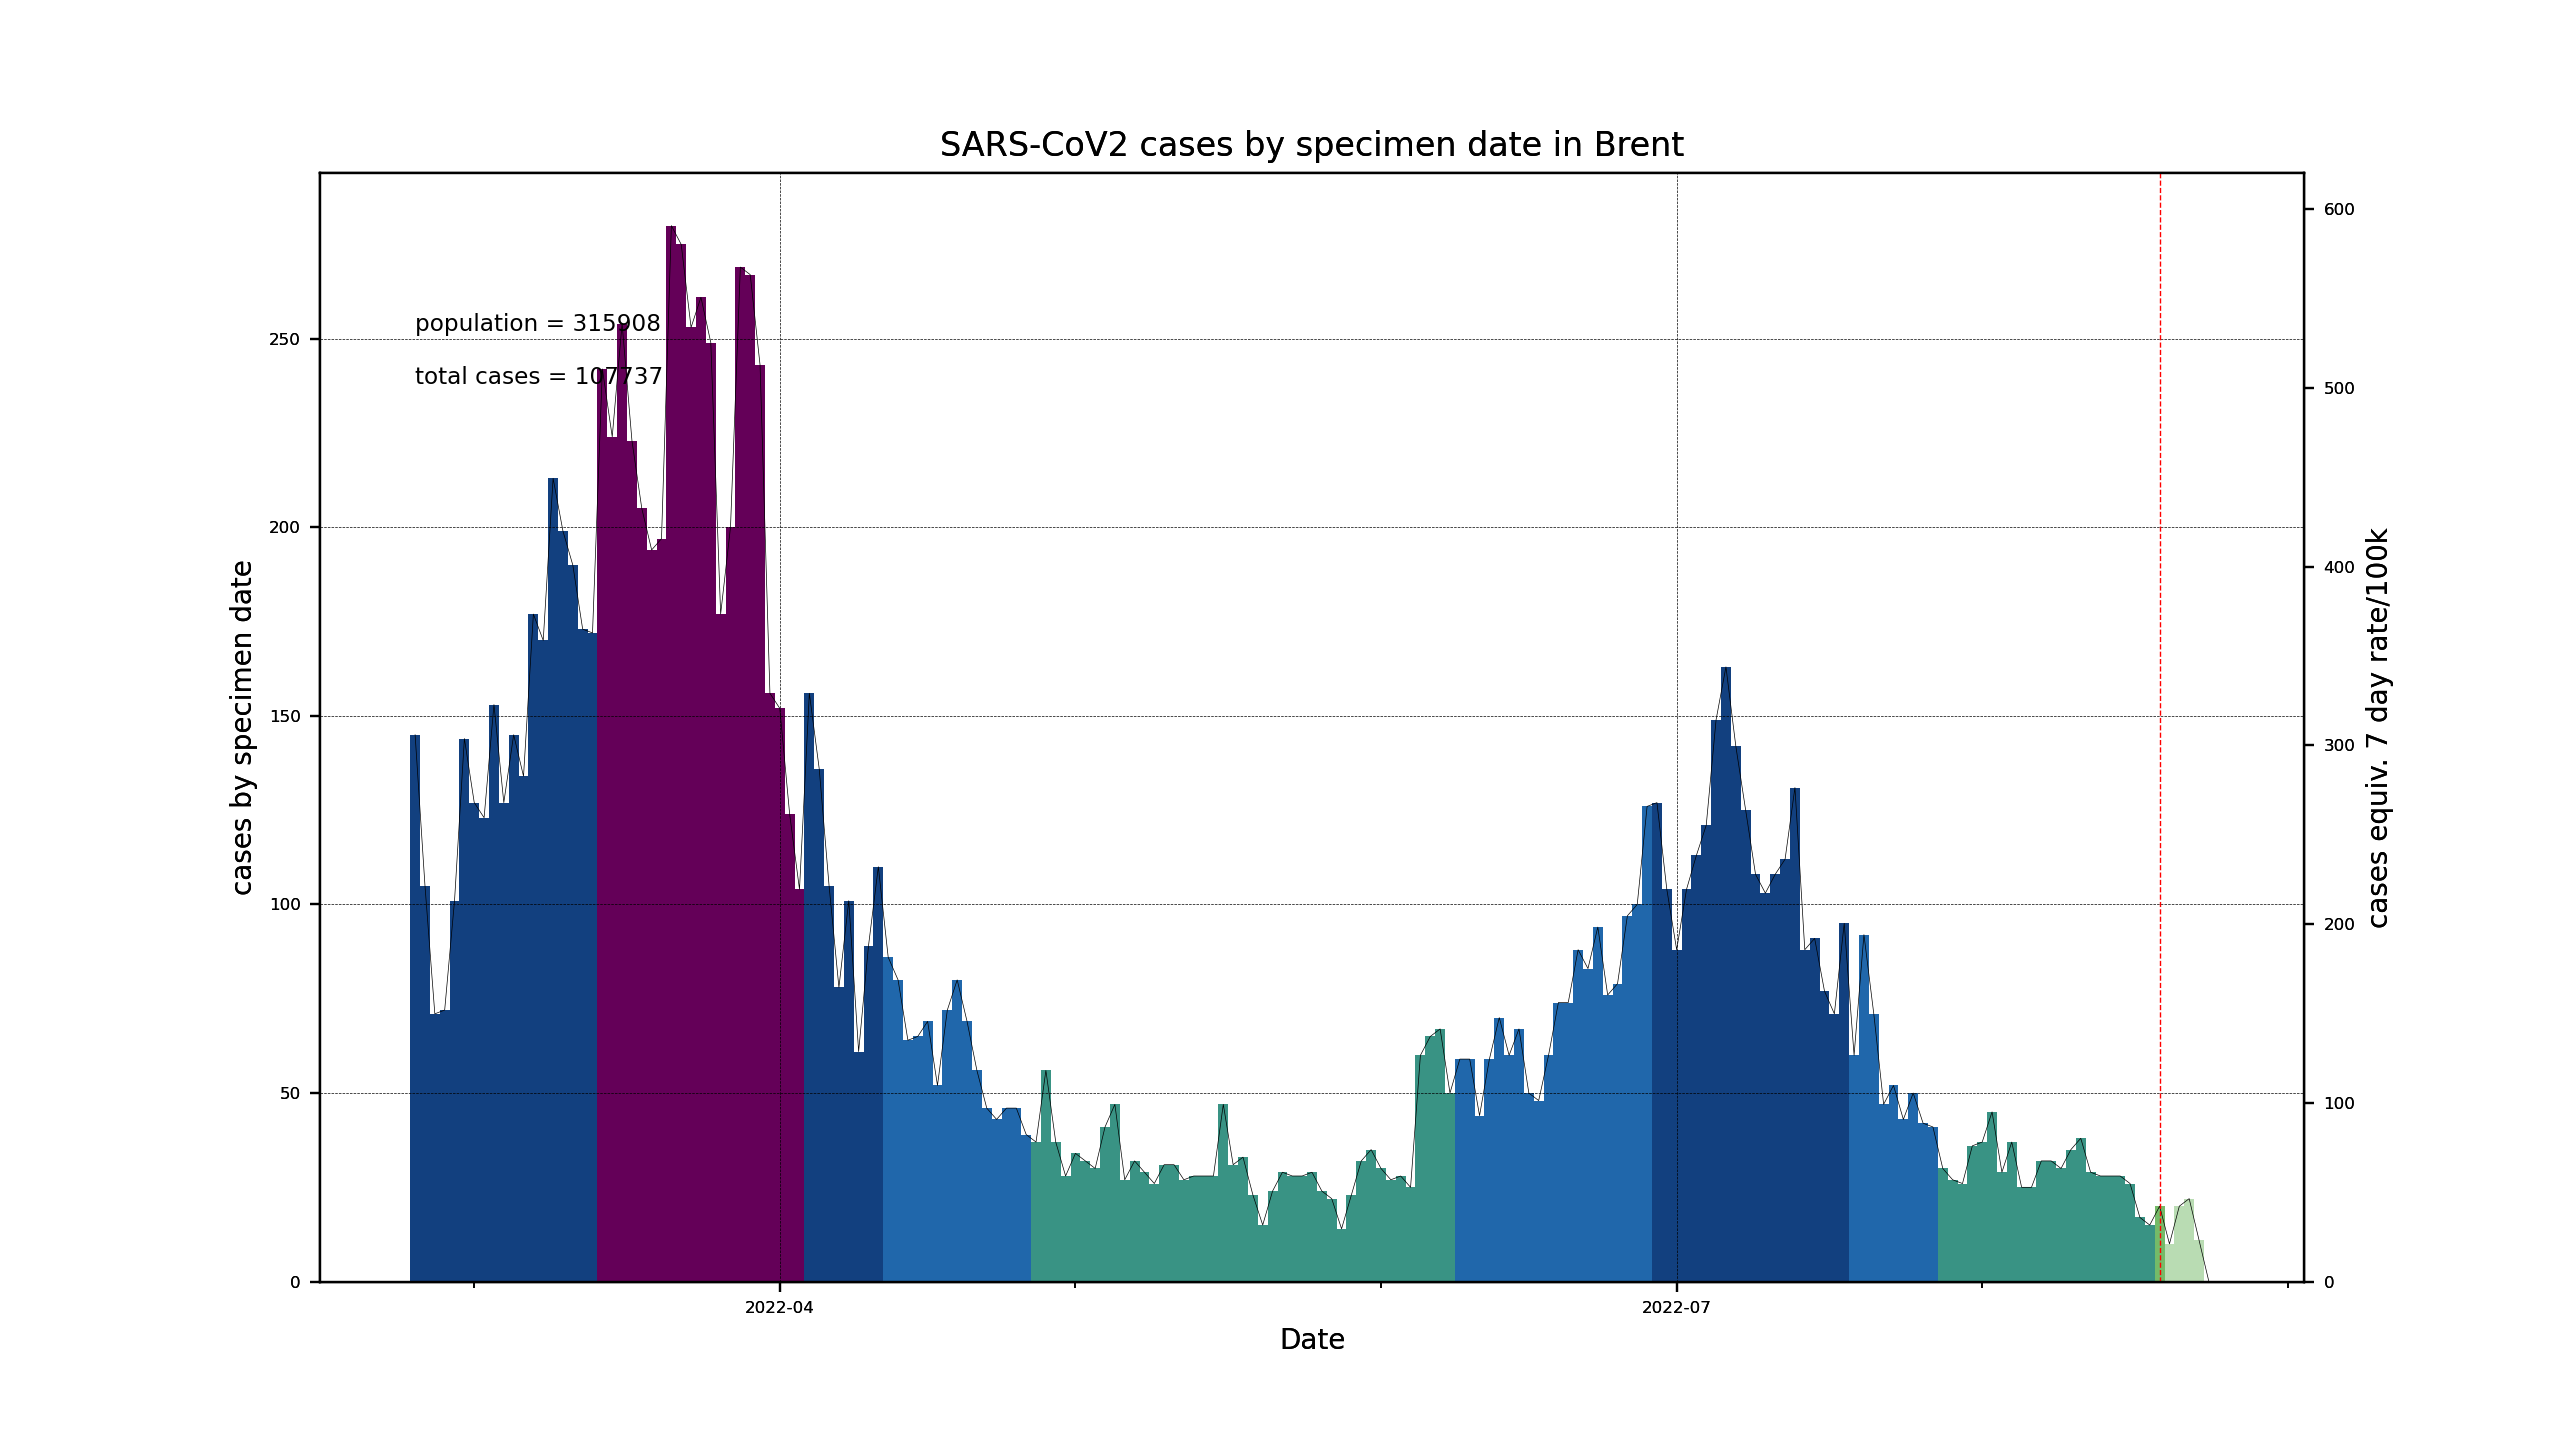 SARS-CoV2 cases by specimen date in Brent
population = 315908
total cases = 107737
cases by specimen date
250
200
150
100
50
0
600
500
400
300
200
100
0
cases equiv. 7 day rate/100k
2022-04
2022-07
Date